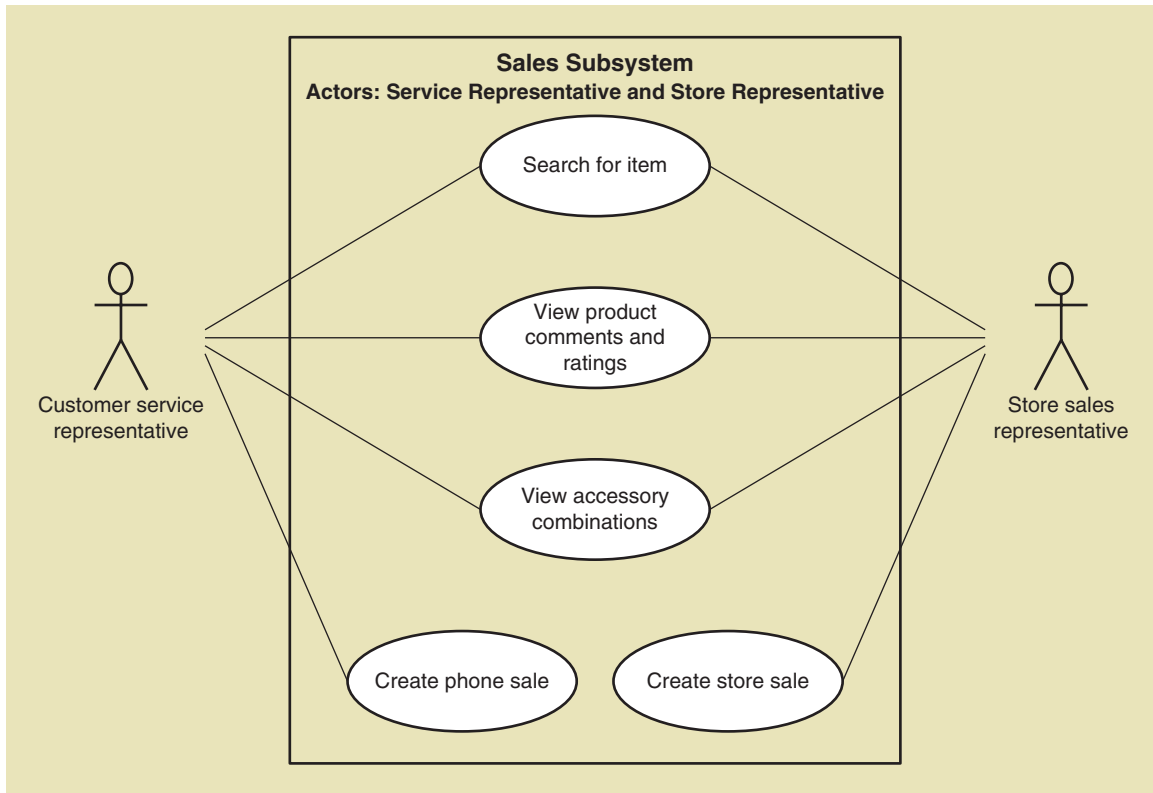 Sales Subsystem
Actors: Service Representative and Store Representative
Search for item
View product
comments and
ratings
Customer service
representative
Store sales
representative
View accessory
combinations
Create phone sale
Create store sale